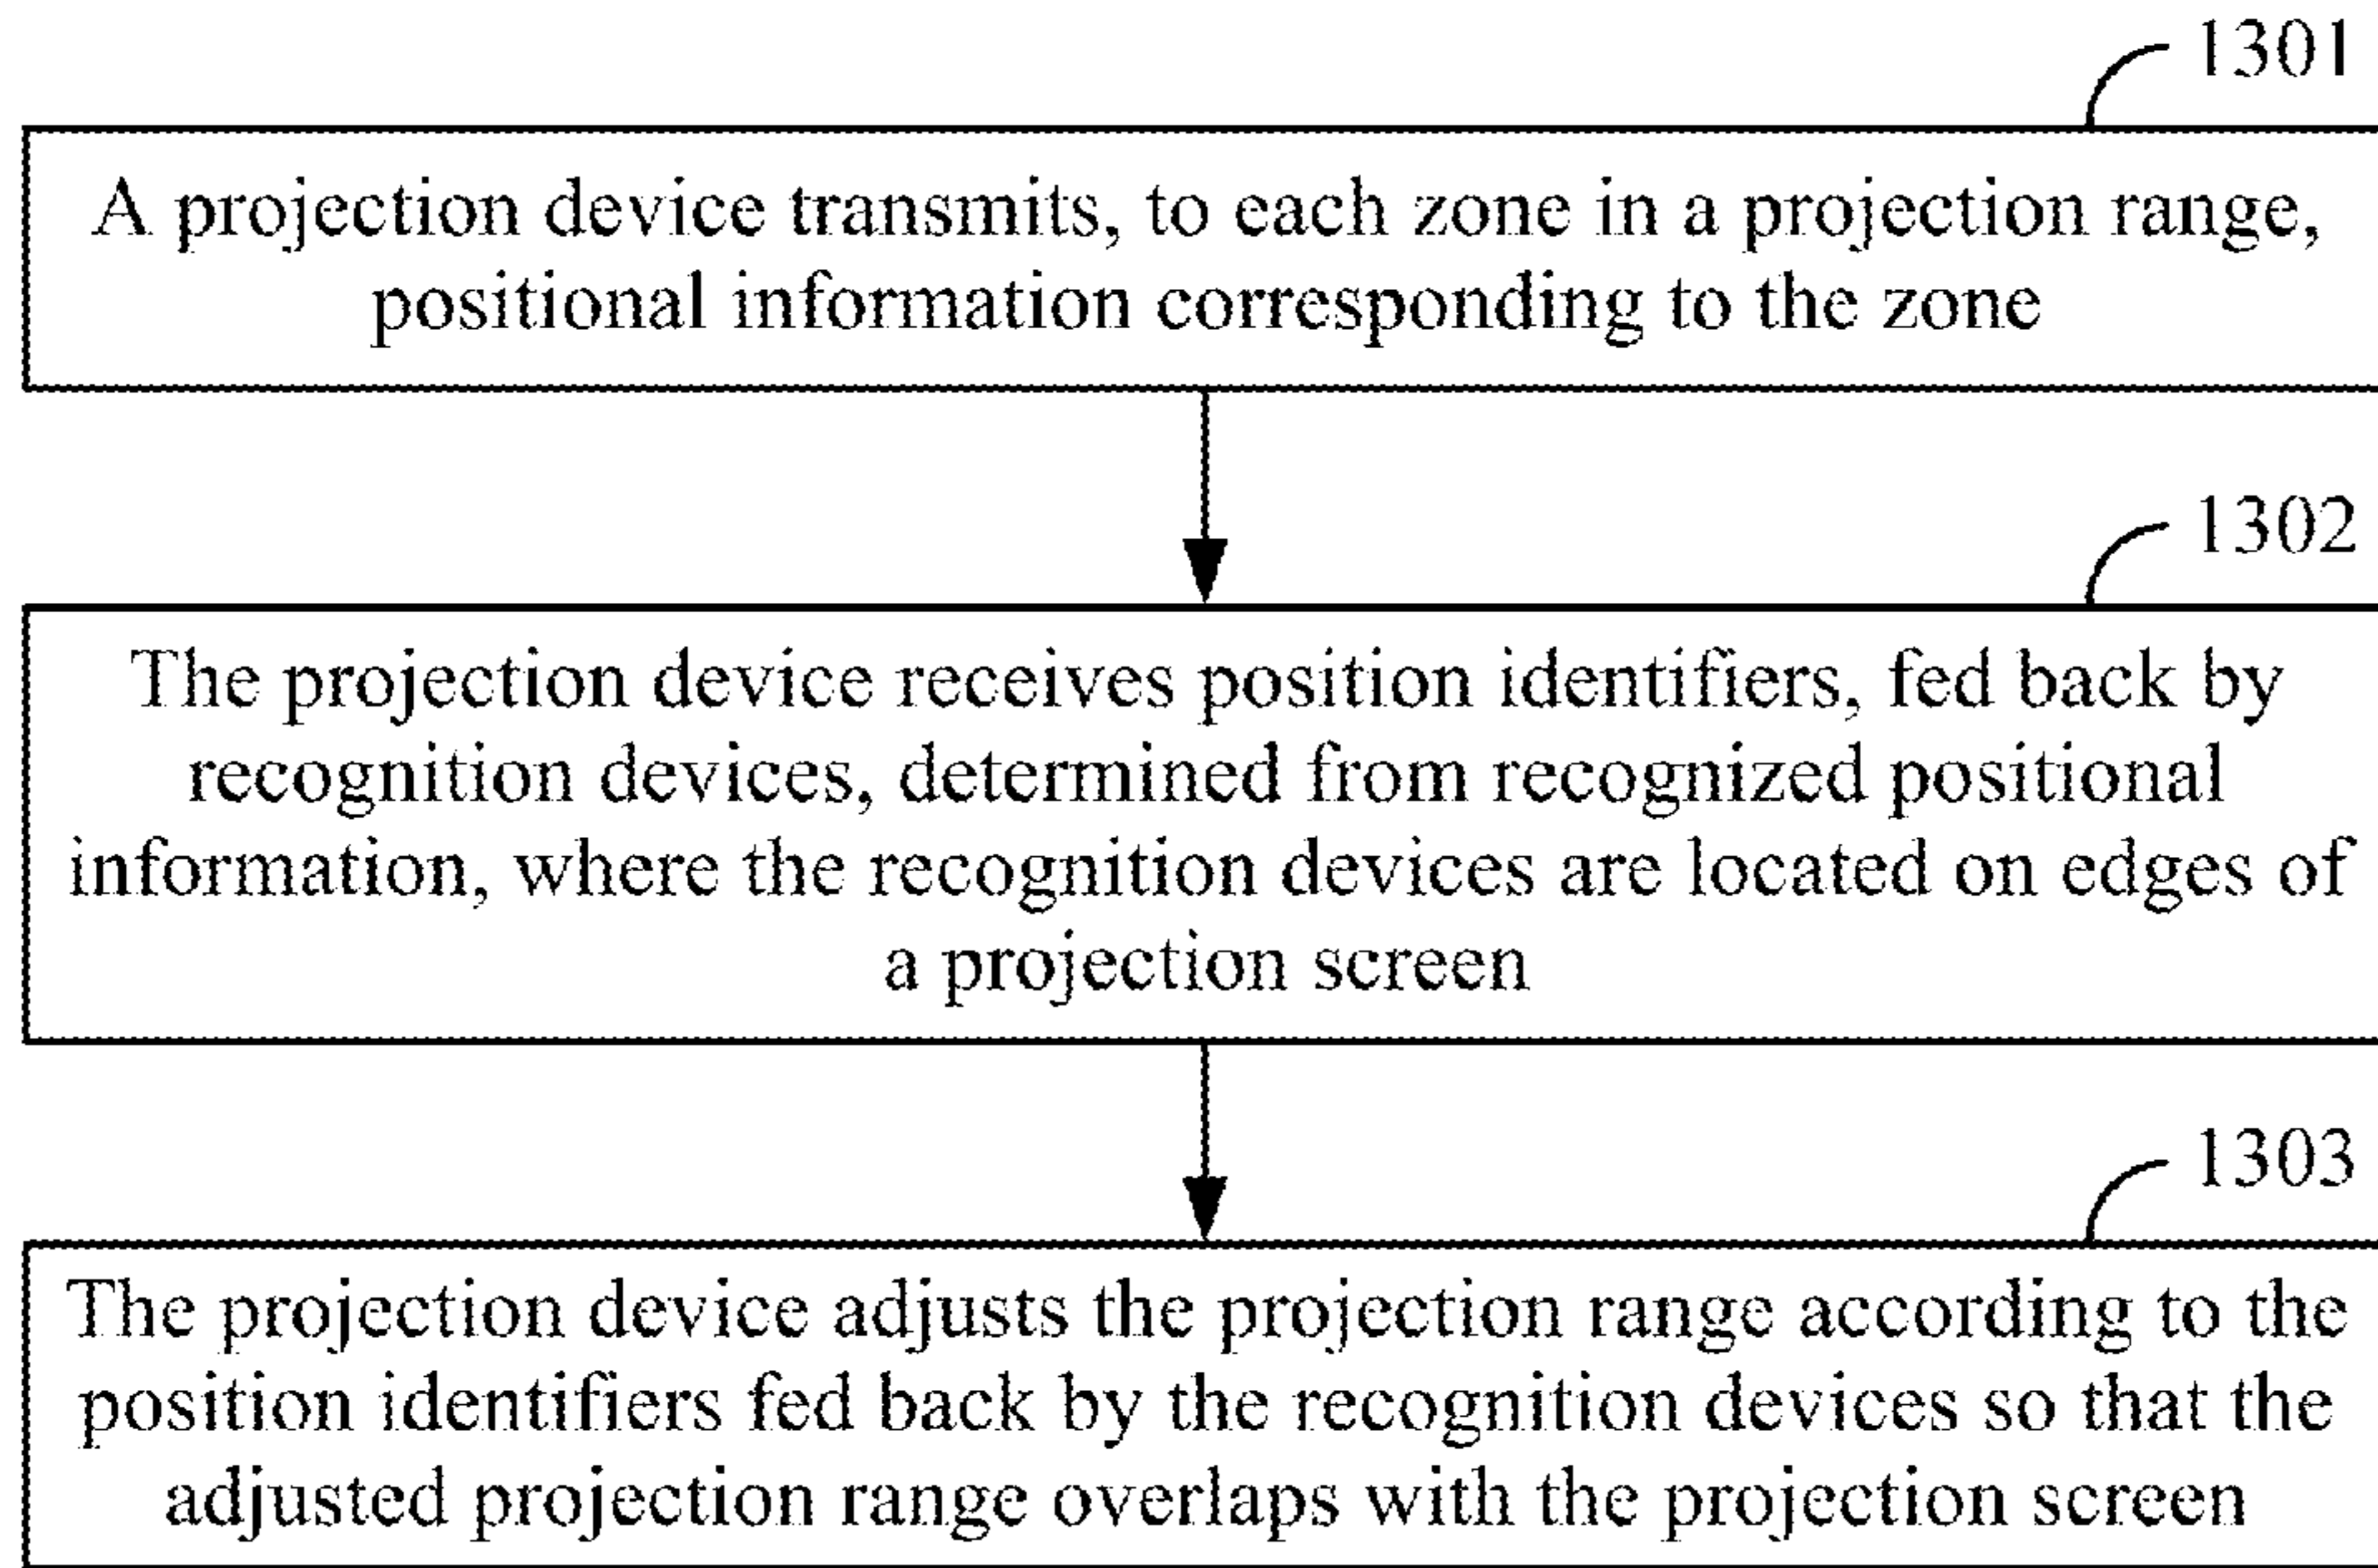 1301
A projection device transmits, to each zone in a projection range,
positional information corresponding to the zone
1302
The projection device receives position identifiers, fed back by
recognition devices, determined from recognized positional
information, where the recognition devices are located on edges of
a projection screen
1303
The projection device adjusts the projection range according to the
position identifiers fed back by the recognition devices so that the
adjusted projection range overlaps with the projection screen